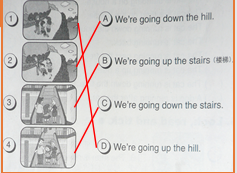 1
A We're going down the hill.
2
B We're going up the stairs (楼梯).
3
C We're going down the stairs.
4
D We're going up the hill.